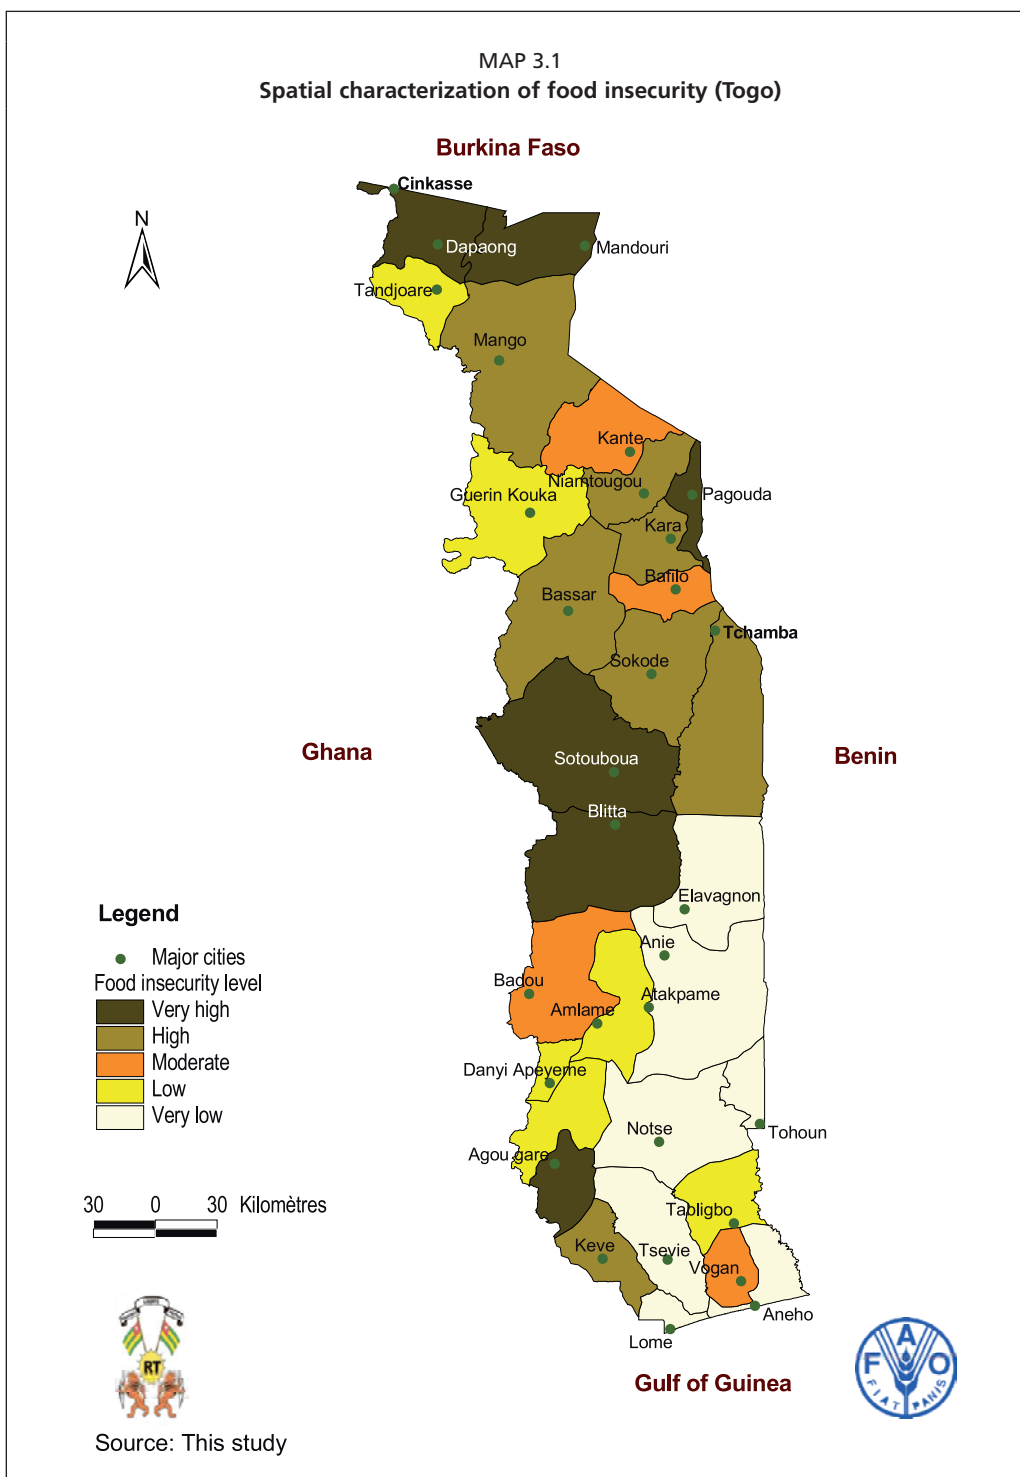 MAP 3.1
Spatial characterization of food insecurity (Togo)
Burkina Faso
N
Cinkasse
Dapaong
Mandouri
Tandjoare
Mango
Kante
Niamtougou
Guerin Kouka
Pagouda
Kara
Bafilo
Bassar
Tchamba
Sokode
Ghana
Benin
Sotouboua
Blitta
Elavagnon
Anie
Badou
Atakpame
Amlame
Danyi Apeyeme
Notse
Tohoun
Agou gare
Tabligbo
Keve
Tsevie
Vogan
Aneho
Lome
Gulf of Guinea
Legend
Major cities
Food insecurity level
Very high
High
Moderate
Low
Very low
30 0 30 Kilomètres
RT
F A O
FIAT PANIS
Source: This study